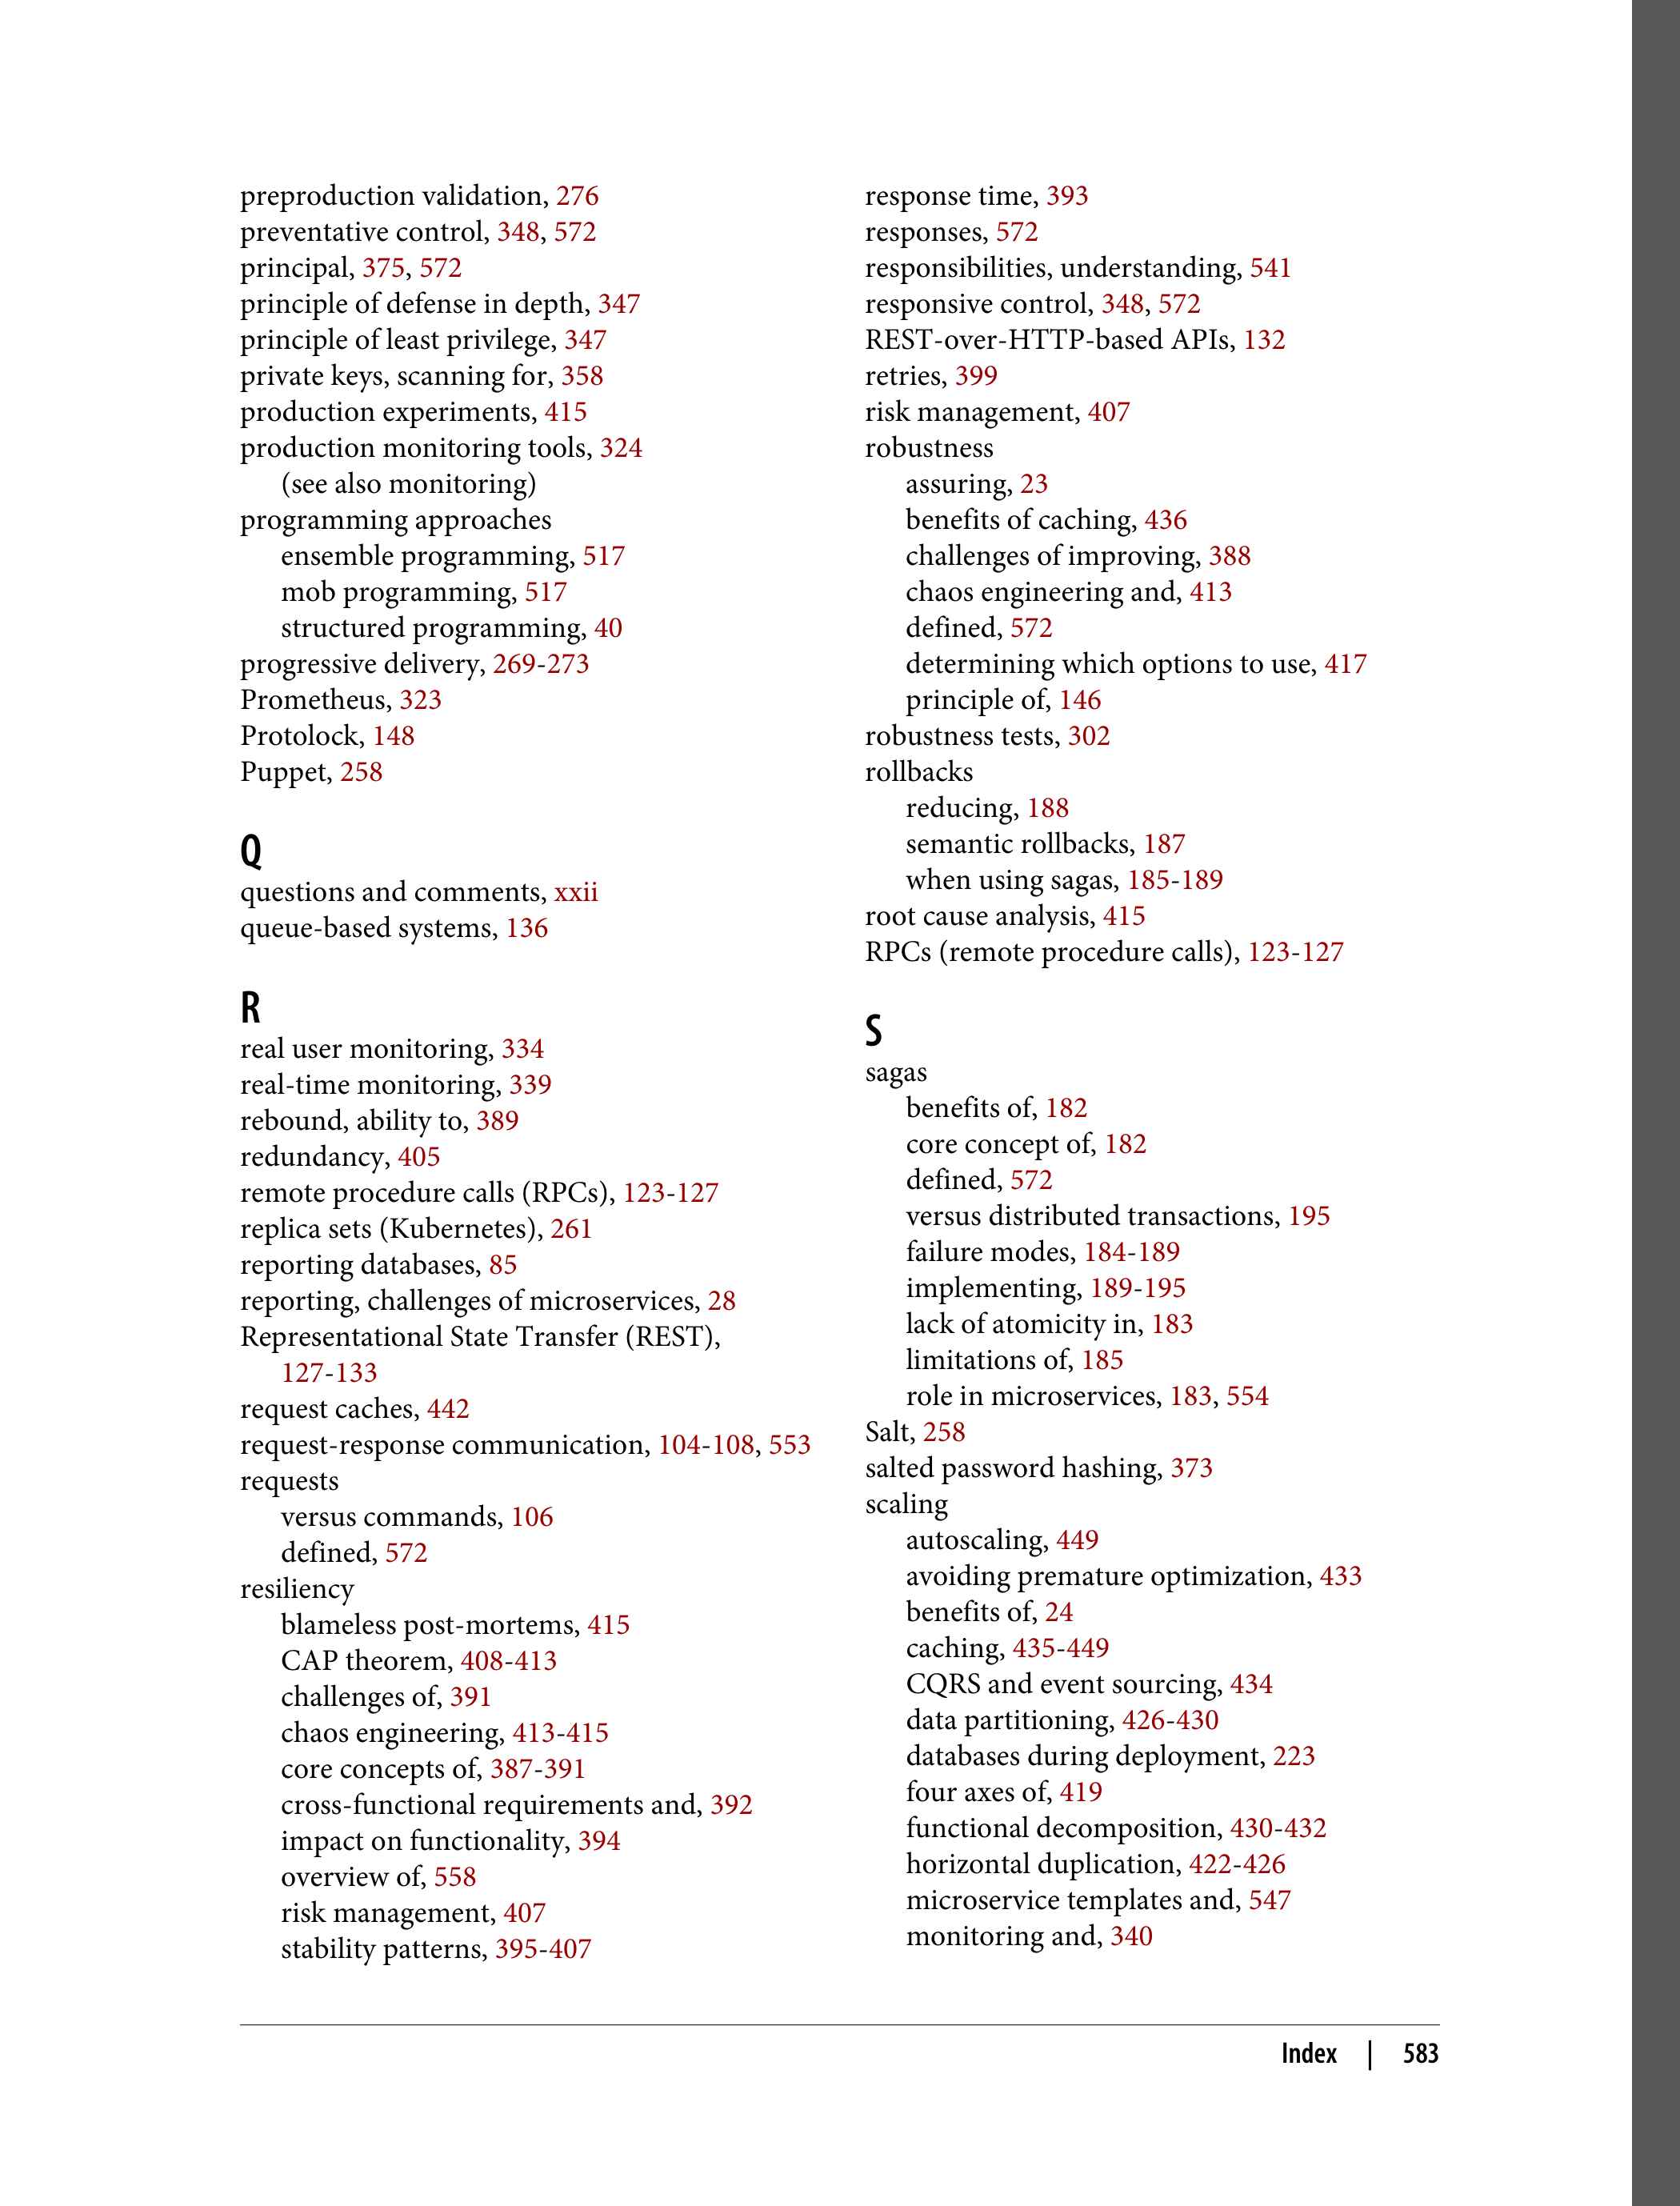 preproduction validation, 276
preventative control, 348, 572
principal, 375, 572
principle of defense in depth, 347
principle of least privilege, 347
private keys, scanning for, 358
production experiments, 415
production monitoring tools, 324
(see also monitoring)
programming approaches
ensemble programming, 517
mob programming, 517
structured programming, 40
progressive delivery, 269-273
Prometheus, 323
Protolock, 148
Puppet, 258
Q
questions and comments, xxii
queue-based systems, 136
R
real user monitoring, 334
real-time monitoring, 339
rebound, ability to, 389
redundancy, 405
remote procedure calls (RPCs), 123-127
replica sets (Kubernetes), 261
reporting databases, 85
reporting, challenges of microservices, 28
Representational State Transfer (REST),
127-133
request caches, 442
request-response communication, 104-108, 553
requests
versus commands, 106
defined, 572
resiliency
blameless post-mortems, 415
CAP theorem, 408-413
challenges of, 391
chaos engineering, 413-415
core concepts of, 387-391
cross-functional requirements and, 392
impact on functionality, 394
overview of, 558
risk management, 407
stability patterns, 395-407
response time, 393
responses, 572
responsibilities, understanding, 541
responsive control, 348, 572
REST-over-HTTP-based APIs, 132
retries, 399
risk management, 407
robustness
assuring, 23
benefits of caching, 436
challenges of improving, 388
chaos engineering and, 413
defined, 572
determining which options to use, 417
principle of, 146
robustness tests, 302
rollbacks
reducing, 188
semantic rollbacks, 187
when using sagas, 185-189
root cause analysis, 415
RPCs (remote procedure calls), 123-127
S
sagas
benefits of, 182
core concept of, 182
defined, 572
versus distributed transactions, 195
failure modes, 184-189
implementing, 189-195
lack of atomicity in, 183
limitations of, 185
role in microservices, 183, 554
Salt, 258
salted password hashing, 373
scaling
autoscaling, 449
avoiding premature optimization, 433
benefits of, 24
caching, 435-449
CQRS and event sourcing, 434
data partitioning, 426-430
databases during deployment, 223
four axes of, 419
functional decomposition, 430-432
horizontal duplication, 422-426
microservice templates and, 547
monitoring and, 340
Index | 583